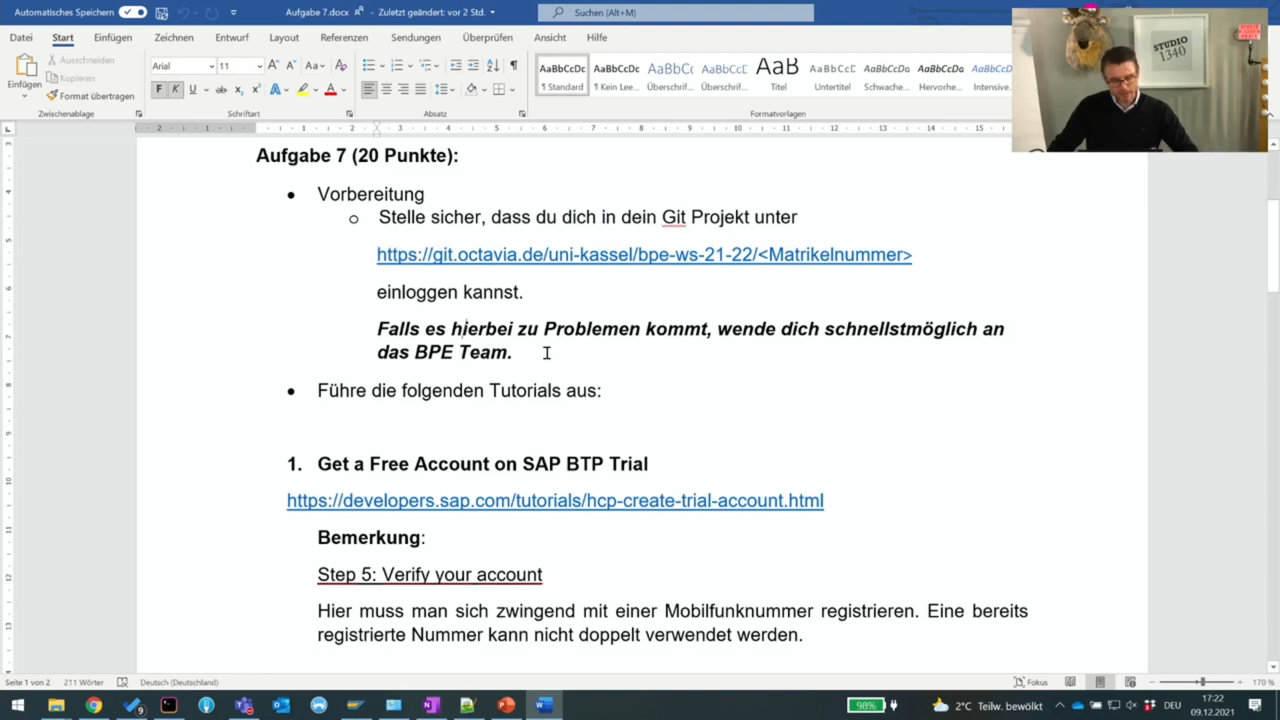 Automatisches Speichern
Aufgabe 7.docx
Zuletzt geändert: vor 2 Std.
Suchen (Alt+M)
Datei Start Einfügen Zeichnen Entwurf Layout Referenzen Sendungen Überprüfen Ansicht Hilfe
Einfügen
Ausschneiden
Kopieren
Format übertragen
Zwischenablage
Arial 11
Schriftart
Absatz
AaBbCcDc AaBbCcDc AaBbCc AaBbCcC AaB AaBbCcC AaBbCcDc AaBbCcDc AaBbCcD
¶ Standard ¶ Kein Lee... Überschrif... Überschrif... Titel Untertitel Schwache... Hervorhe... Intensive...
Formatvorlagen
STUDIO
1340
Aufgabe 7 (20 Punkte):
• Vorbereitung
o Stelle sicher, dass du dich in dein Git Projekt unter
https://git.octavia.de/uni-kassel/bpe-ws-21-22/<Matrikelnummer>
einloggen kannst.
Falls es hierbei zu Problemen kommt, wende dich schnellstmöglich an
das BPE Team.
• Führe die folgenden Tutorials aus:
1. Get a Free Account on SAP BTP Trial
https://developers.sap.com/tutorials/hcp-create-trial-account.html
Bemerkung:
Step 5: Verify your account
Hier muss man sich zwingend mit einer Mobilfunknummer registrieren. Eine bereits
registrierte Nummer kann nicht doppelt verwendet werden.
Seite 1 von 2 211 Wörter Deutsch (Deutschland)
Fokus
170 %
98%
2°C Teilw. bewölkt
DEU
17:22
09.12.2021